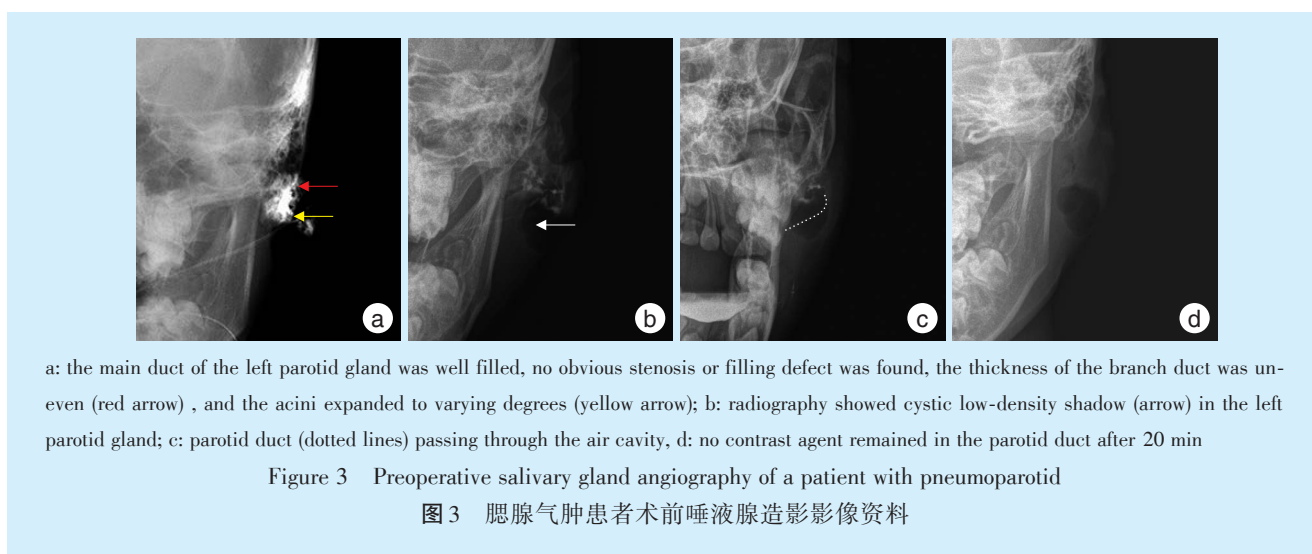 a
b
c
d
a: the main duct of the left parotid gland was well filled, no obvious stenosis or filling defect was found, the thickness of the branch duct was un-
even (red arrow) , and the acini expanded to varying degrees (yellow arrow); b: radiography showed cystic low-density shadow (arrow) in the left
parotid gland; c: parotid duct (dotted lines) passing through the air cavity, d: no contrast agent remained in the parotid duct after 20 min
Figure 3 Preoperative salivary gland angiography of a patient with pneumoparotid
图3 腮腺气肿患者术前唾液腺造影影像资料